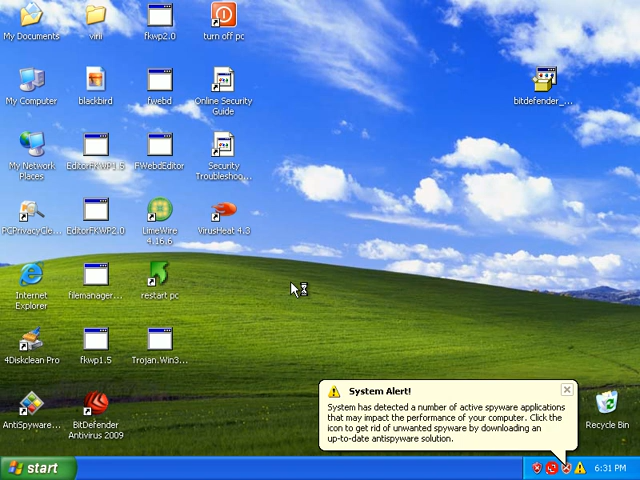 My Documents
virii
fkwp2.0
turn off pc
My Computer
blackbird
fwebd
Online Security
Guide
bitdefender_...
My Network
Places
EditorFKWP1.5
FWebdEditor
Security
Troubleshoo...
PCPrivacyCle...
EditorFKWP2.0
LimeWire
4.16.6
VirusHeat 4.3
Internet
Explorer
filemanager...
restart pc
4Diskclean Pro
fkwp1.5
Trojan.Win3...
AntiSpyware...
BitDefender
Antivirus 2009
System Alert!
System has detected a number of active spyware applications
that may impact the performance of your computer. Click the
icon to get rid of unwanted spyware by downloading an
up-to-date antispyware solution.
Recycle Bin
start
6:31 PM